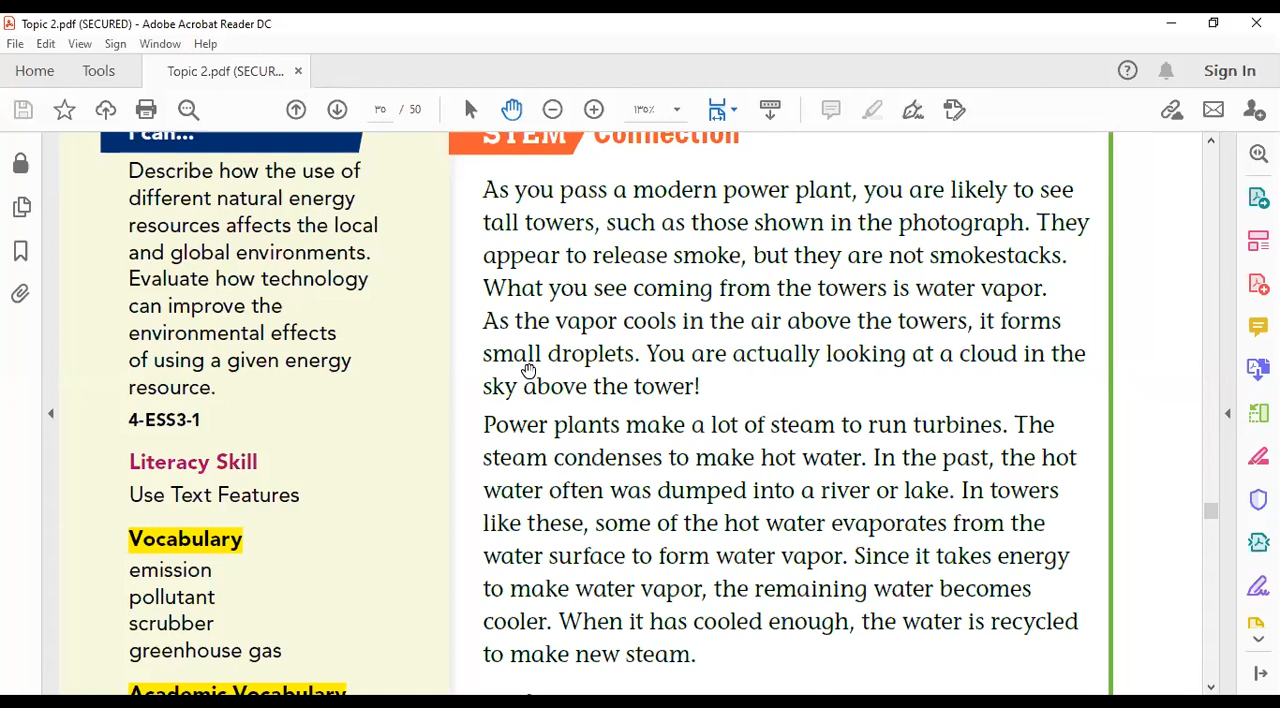 Topic 2.pdf (SECURED) - Adobe Acrobat Reader DC
File Edit View Sign Window Help
Home Tools Topic 2.pdf (SECUR... × Sign In
٣٥ / 50 ١٣٥٪
I can...
Describe how the use of
different natural energy
resources affects the local
and global environments.
Evaluate how technology
can improve the
environmental effects
of using a given energy
resource.
4-ESS3-1
Literacy Skill
Use Text Features
Vocabulary
emission
pollutant
scrubber
greenhouse gas
Academic Vocabulary
STEM Connection
As you pass a modern power plant, you are likely to see
tall towers, such as those shown in the photograph. They
appear to release smoke, but they are not smokestacks.
What you see coming from the towers is water vapor.
As the vapor cools in the air above the towers, it forms
small droplets. You are actually looking at a cloud in the
sky above the tower!
Power plants make a lot of steam to run turbines. The
steam condenses to make hot water. In the past, the hot
water often was dumped into a river or lake. In towers
like these, some of the hot water evaporates from the
water surface to form water vapor. Since it takes energy
to make water vapor, the remaining water becomes
cooler. When it has cooled enough, the water is recycled
to make new steam.